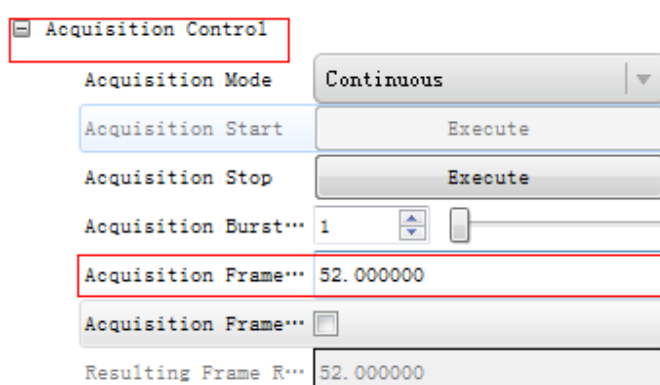 Acquisition Control
Acquisition Mode Continuous
Acquisition Start Execute
Acquisition Stop Execute
Acquisition Burst··· 1
Acquisition Frame··· 52.000000
Acquisition Frame···
Resulting Frame R··· 52.000000